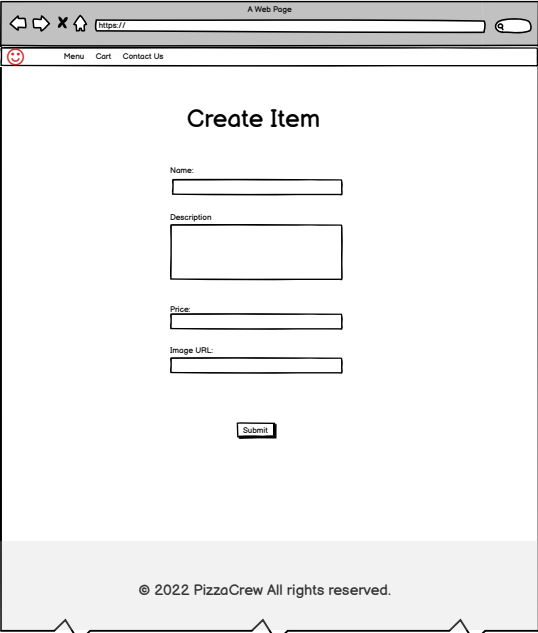 A Web Page
https://
Menu Cart Contact Us
Create Item
Name:
Description
Price:
Image URL:
Submit
© 2022 PizzaCrew All rights reserved.